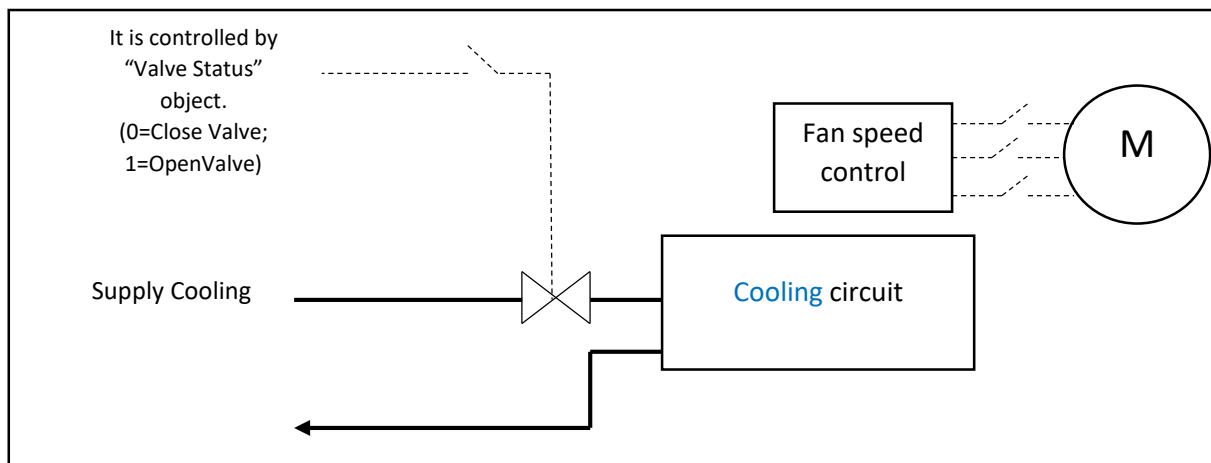 It is controlled by
“Valve Status”
object.
(0=Close Valve;
1=OpenValve)
Fan speed
control
M
Supply Cooling
Cooling circuit